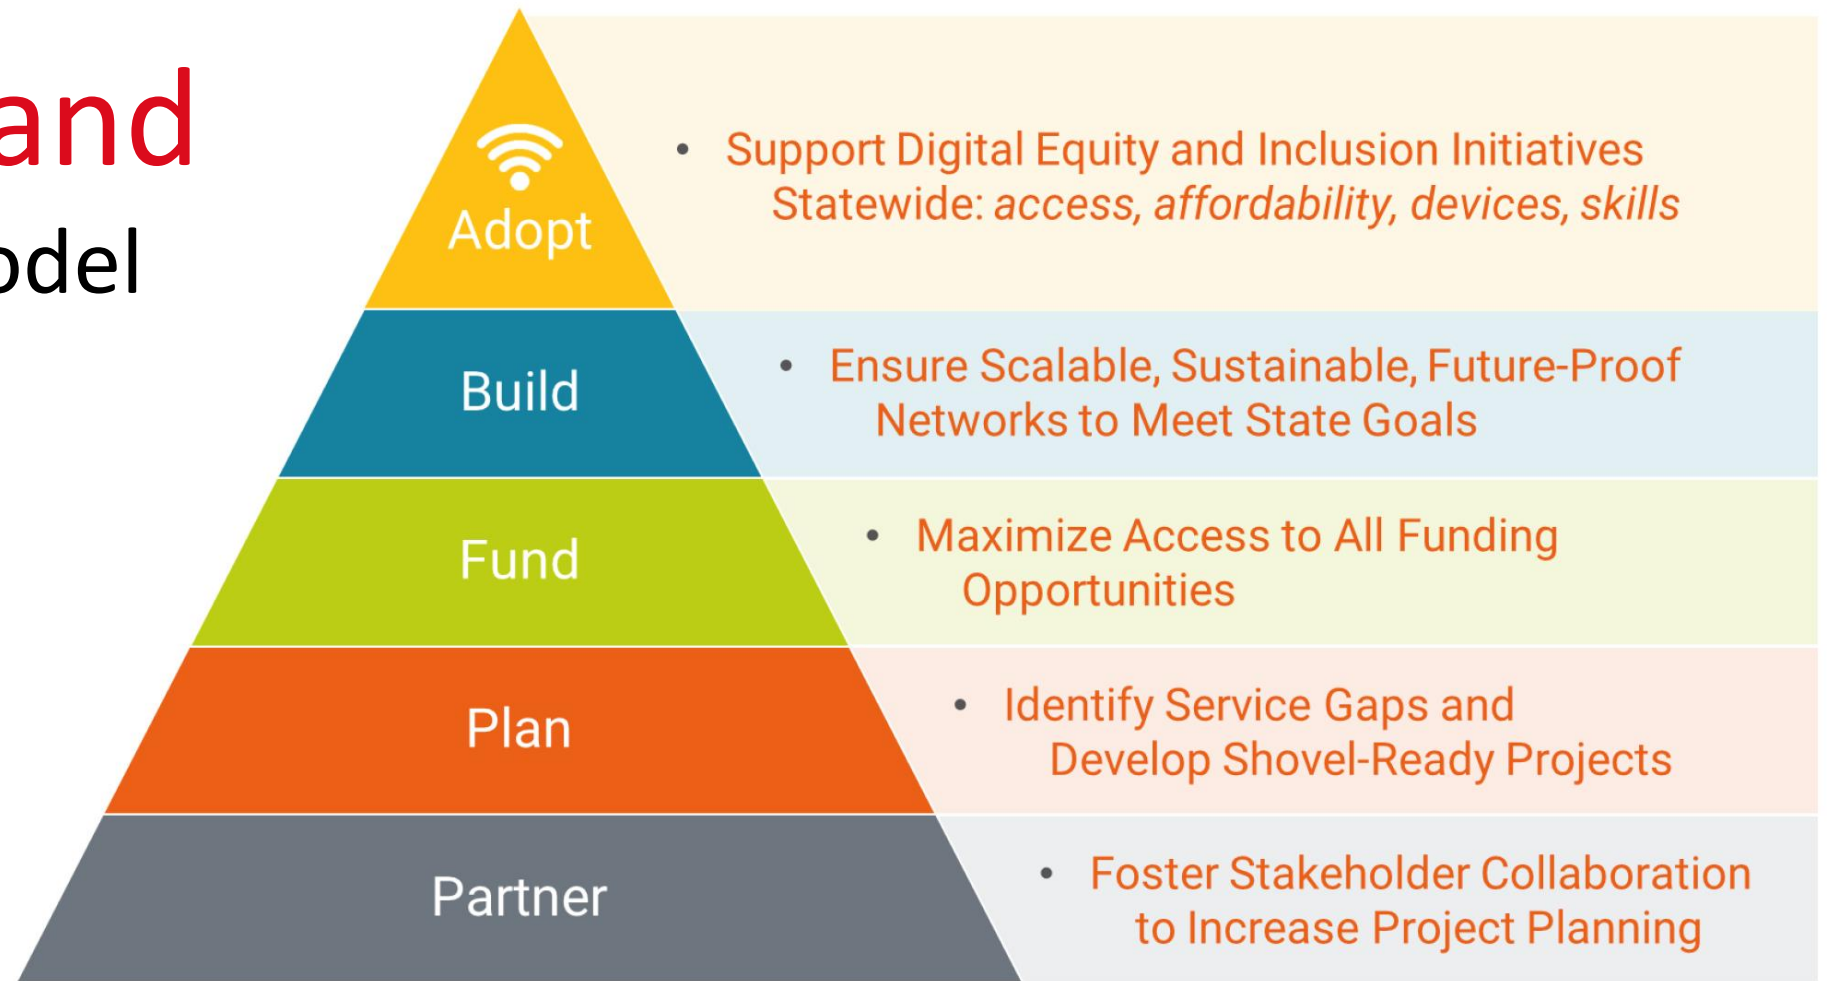 and
odel
Adopt
• Support Digital Equity and Inclusion Initiatives
Statewide: access, affordability, devices, skills
Build
• Ensure Scalable, Sustainable, Future-Proof
Networks to Meet State Goals
Fund
• Maximize Access to All Funding
Opportunities
Plan
• Identify Service Gaps and
Develop Shovel-Ready Projects
Partner
• Foster Stakeholder Collaboration
to Increase Project Planning